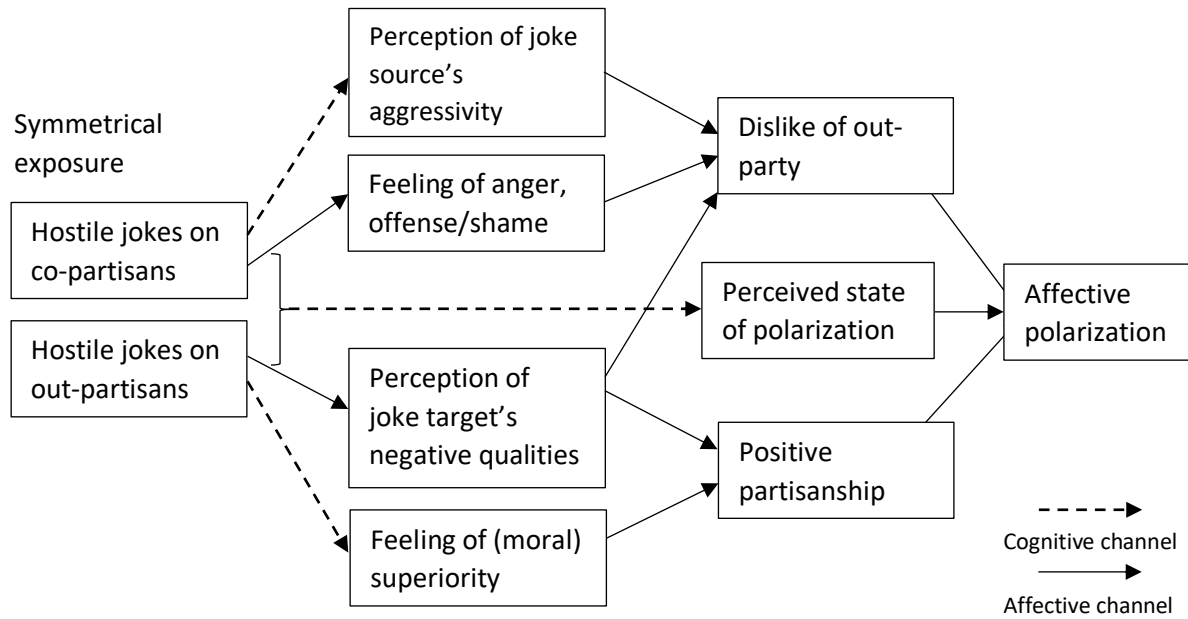 Symmetrical
exposure
Hostile jokes on
co-partisans
Hostile jokes on
out-partisans
Perception of joke
source’s
aggressivity
Feeling of anger,
offense/shame
Perception of
joke target’s
negative qualities
Feeling of (moral)
superiority
Dislike of out-
party
Perceived state
of polarization
Positive
partisanship
Affective
polarization
Cognitive channel
Affective channel